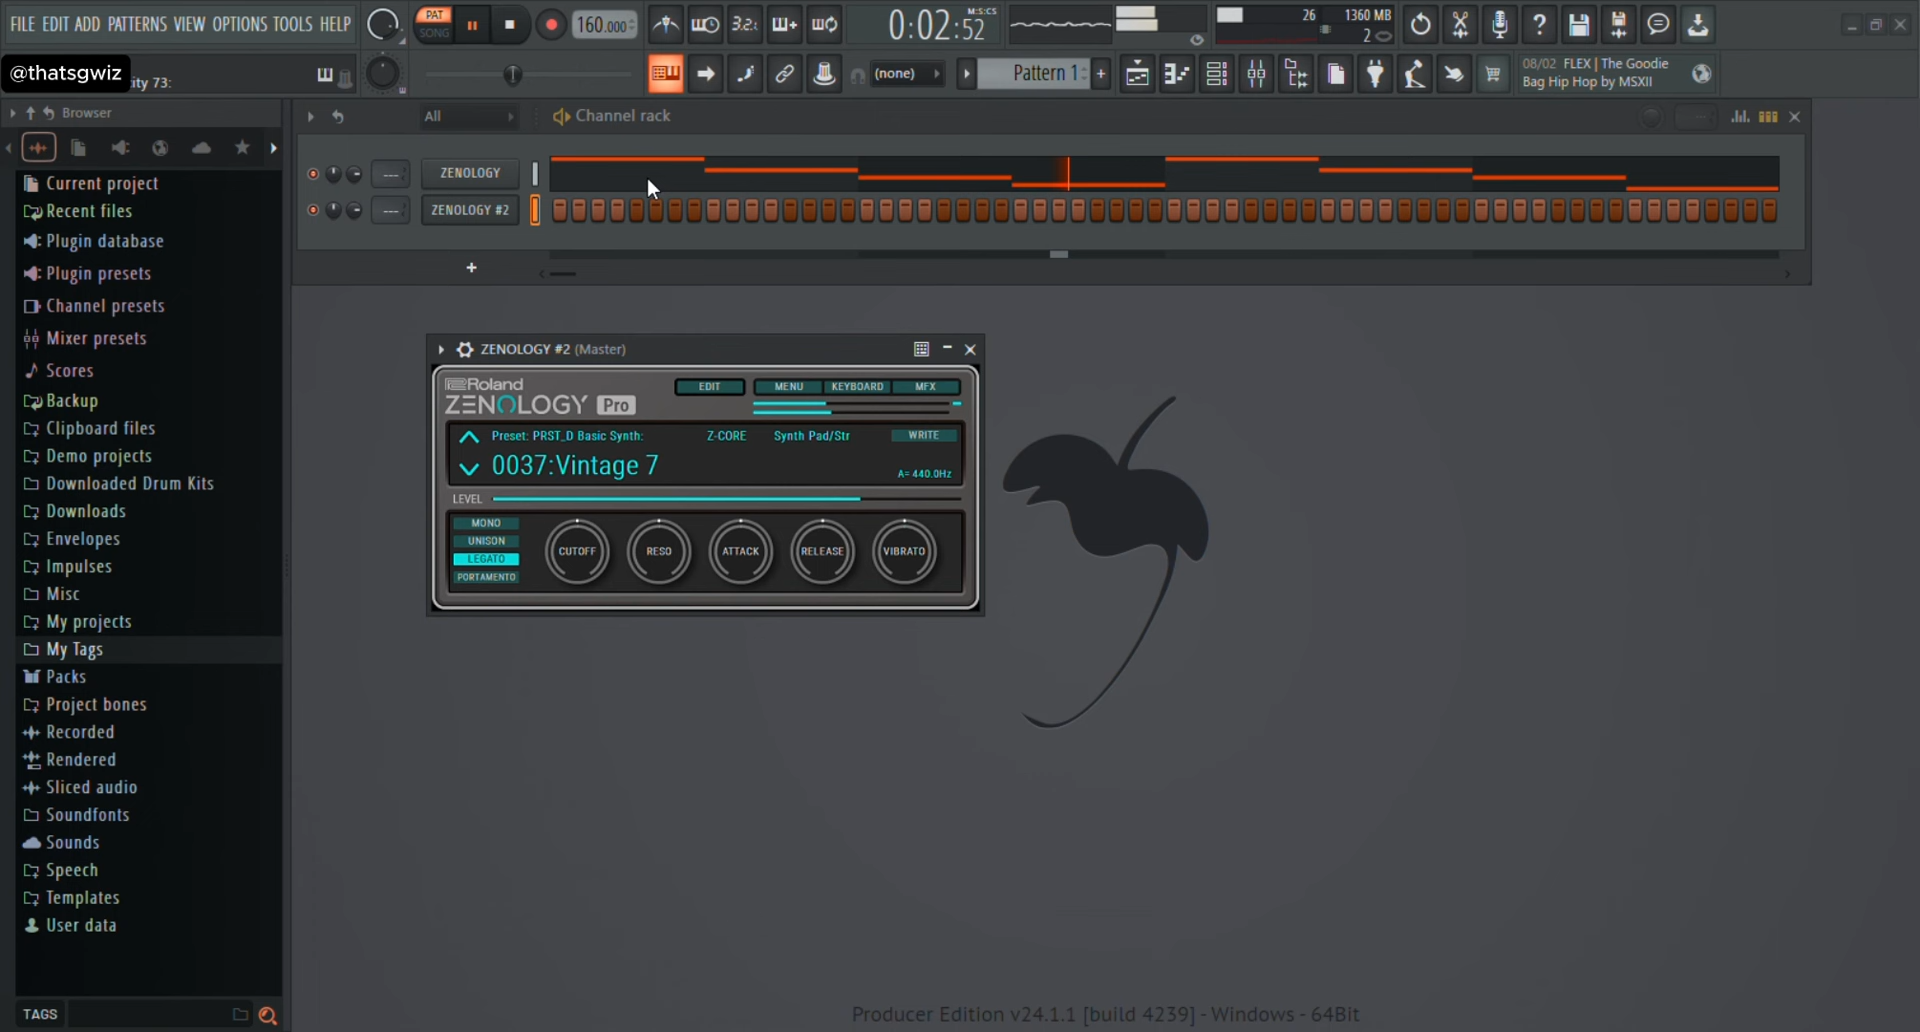 FILE EDIT ADD PATTERNS VIEW OPTIONS TOOLS HELP
PAT
SONG
160.000
3.2.
0:02:52
M:S:CS
26
1360 MB
2
@thatsgwiz
city 73:
(none)
Pattern 1
+
08/02 FLEX | The Goodie
Bag Hip Hop by MSXII
Browser
Current project
Recent files
Plugin database
Plugin presets
Channel presets
Mixer presets
Scores
Backup
Clipboard files
Demo projects
Downloaded Drum Kits
Downloads
Envelopes
Impulses
Misc
My projects
My Tags
Packs
Project bones
Recorded
Rendered
Sliced audio
Soundfonts
Sounds
Speech
Templates
User data
TAGS
All
Channel rack
---
ZENOLOGY
---
ZENOLOGY #2
+
ZENOLOGY #2 (Master)
Roland
ZENOLOGY Pro
EDIT
MENU
KEYBOARD
MFX
Preset: PRST_D Basic Synth:
Z-CORE
Synth Pad/Str
WRITE
0037:Vintage 7
A= 440.0Hz
LEVEL
MONO
UNISON
LEGATO
PORTAMENTO
CUTOFF
RESO
ATTACK
RELEASE
VIBRATO
Producer Edition v24.1.1 [build 4239] - Windows - 64Bit